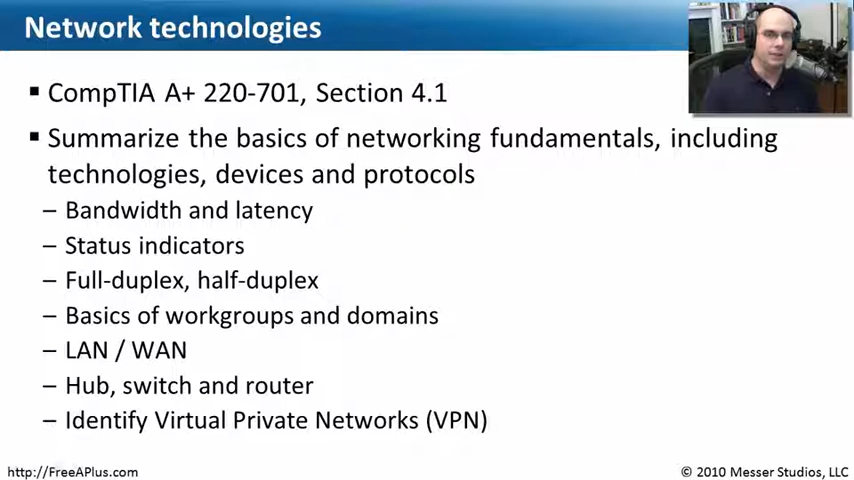 Network technologies
▪ CompTIA A+ 220-701, Section 4.1
▪ Summarize the basics of networking fundamentals, including
technologies, devices and protocols
– Bandwidth and latency
– Status indicators
– Full-duplex, half-duplex
– Basics of workgroups and domains
– LAN / WAN
– Hub, switch and router
– Identify Virtual Private Networks (VPN)
http://FreeAPlus.com
© 2010 Messer Studios, LLC